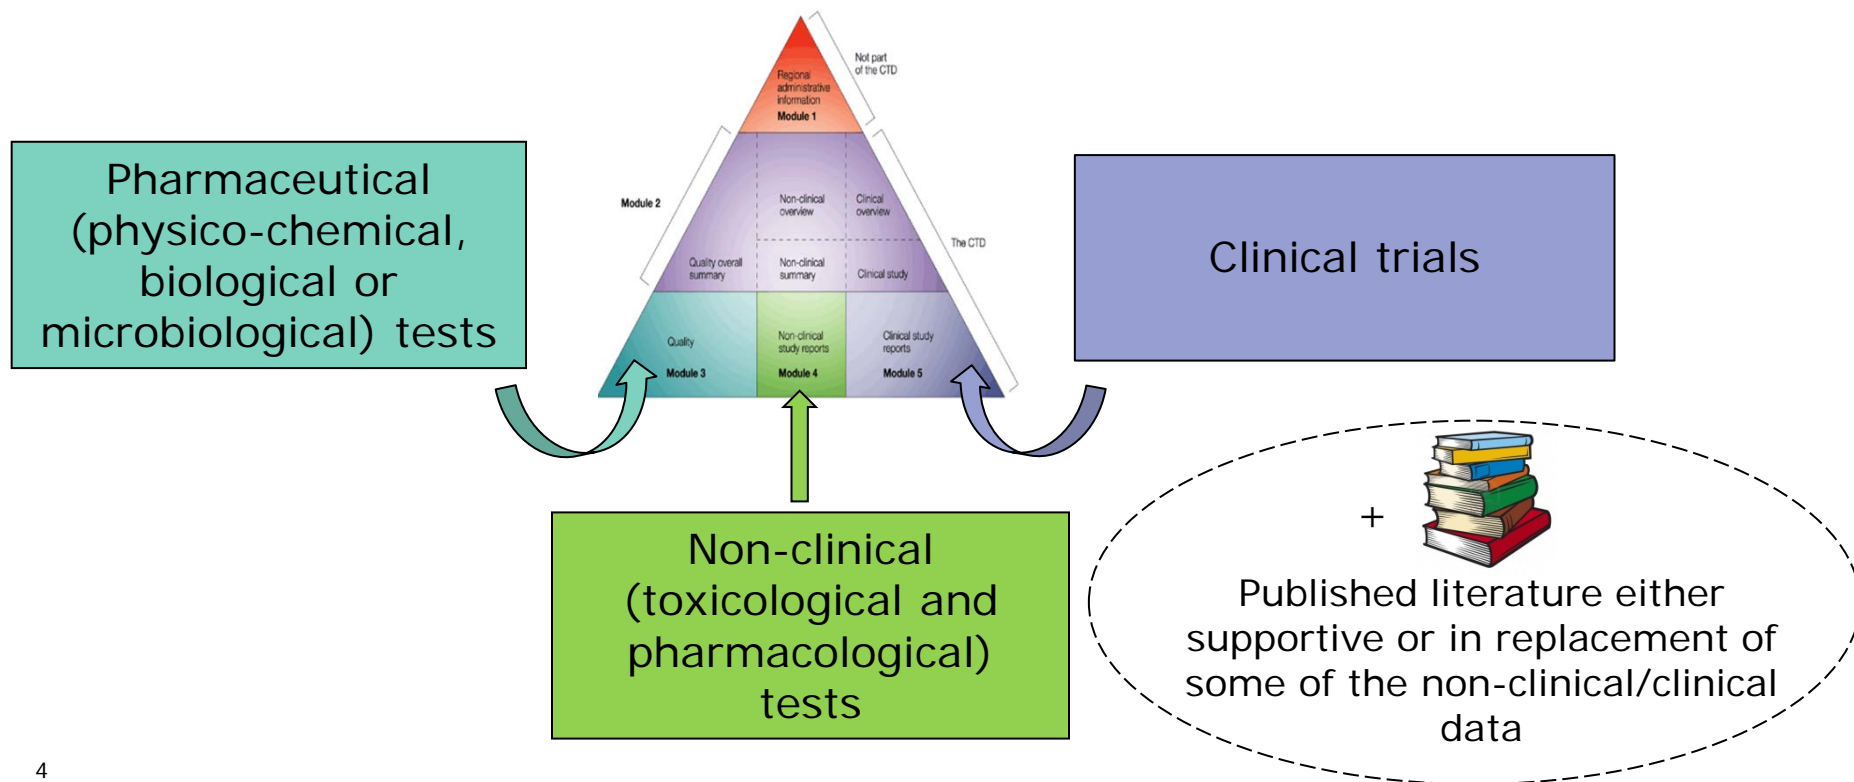 Not part
of the CTD
Regional
administrative
information
Module 1
Pharmaceutical
(physico-chemical,
biological or
microbiological) tests
Module 2
Non-clinical
overview
Clinical
overview
The CTD
Quality overall
summary
Non-clinical
summary
Clinical study
Quality
Module 3
Non-clinical
study reports
Module 4
Clinical study
reports
Module 5
Clinical trials
Non-clinical
(toxicological and
pharmacological)
tests
+
Published literature either
supportive or in replacement of
some of the non-clinical/clinical
data
4